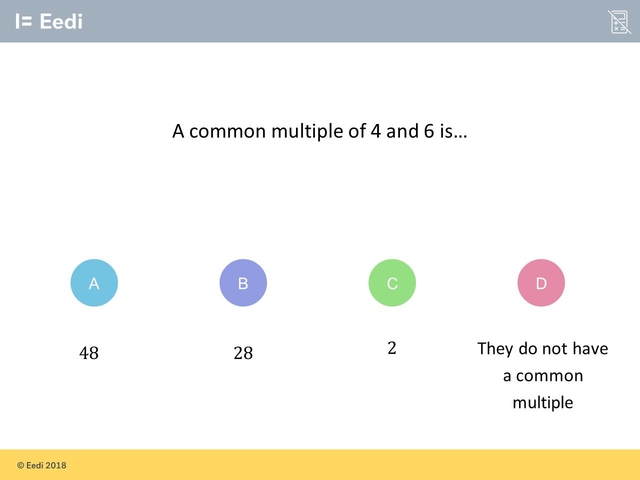 Eedi
A common multiple of 4 and 6 is...
A
B
C
D
48
28
2
They do not have
a common
multiple
© Eedi 2018